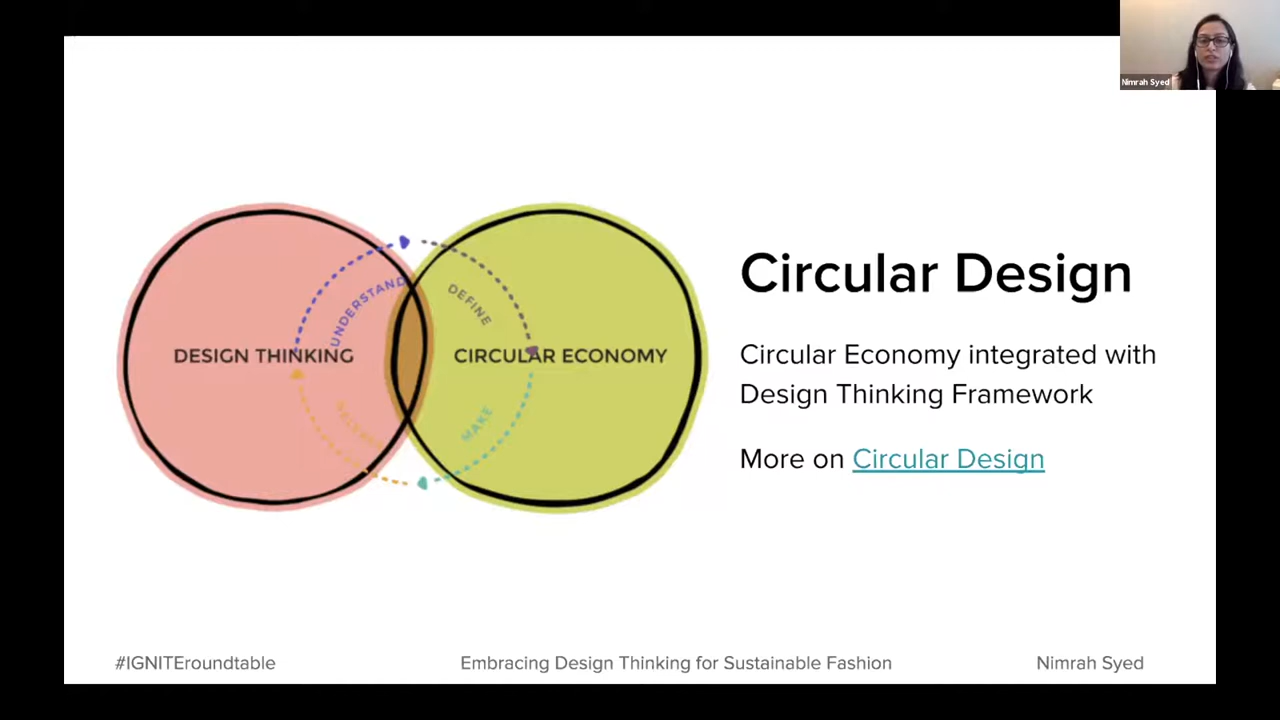 Nimrah Syed
UNDERSTAND
DEFINE
DESIGN THINKING
CIRCULAR ECONOMY
MAKE
Circular Design
Circular Economy integrated with
Design Thinking Framework
More on Circular Design
#IGNITEroundtable
Embracing Design Thinking for Sustainable Fashion
Nimrah Syed